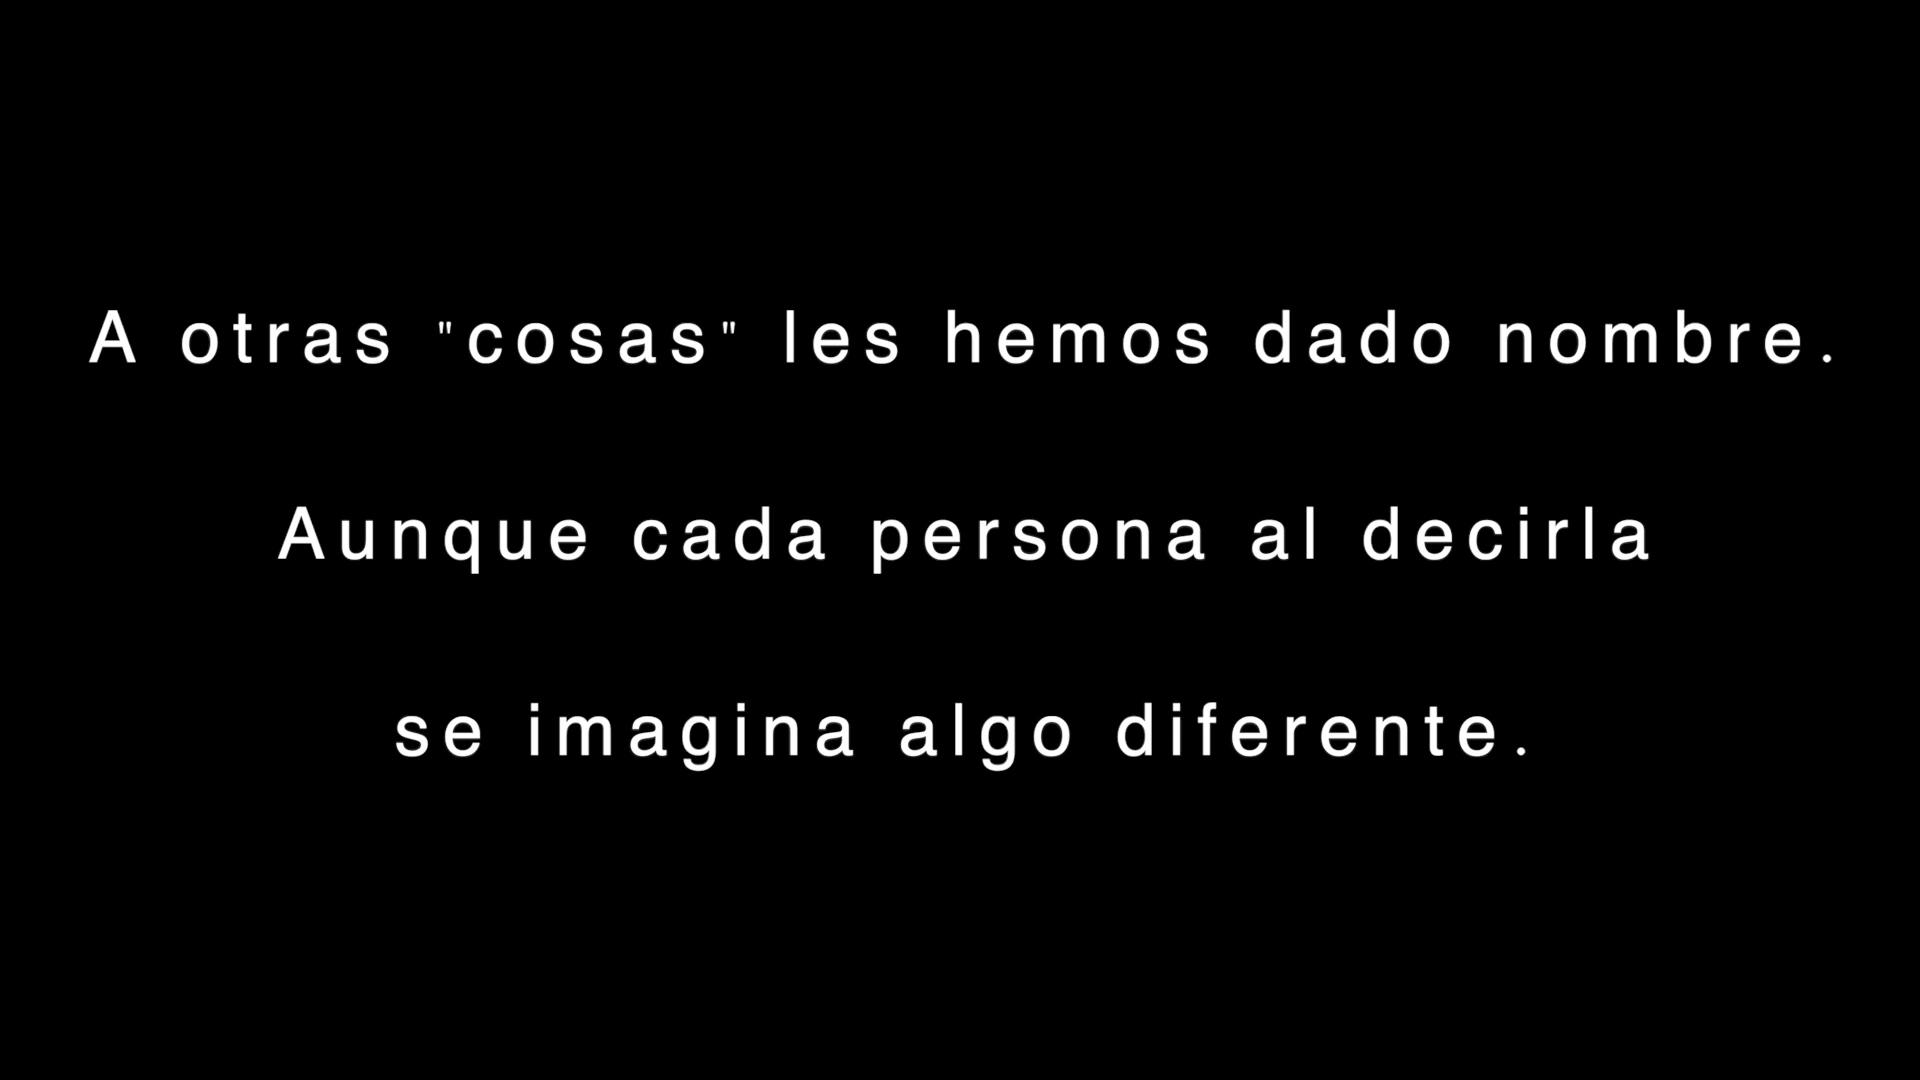 A otras "cosas" les hemos dado nombre.
Aunque cada persona al decirla
se imagina algo diferente.